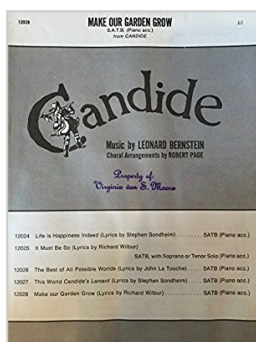 12028
MAKE OUR GARDEN GROW
.61
S.A.T.B. (Piano acc.)
from CANDIDE
Candide
Music by LEONARD BERNSTEIN
Choral Arrangements by ROBERT PAGE
Property of:
Virginia van S. Moore
12024 Life is Happiness Indeed (Lyrics by Stephen Sondheim) . . . . . . . . . SATB (Piano acc.)
12025 It Must Be So (Lyrics by Richard Wilbur)
SATB, with Soprano or Tenor Solo (Piano acc.)
12026 The Best of All Possible Worlds (Lyrics by John La Touche) . . . . . SATB (Piano acc.)
12027 This World Candide's Lament (Lyrics by Stephen Sondheim) . . . . . SATB (Piano acc.)
12028 Make our Garden Grow (Lyrics by Richard Wilbur) . . . . . . . . . SATB (Piano acc.)